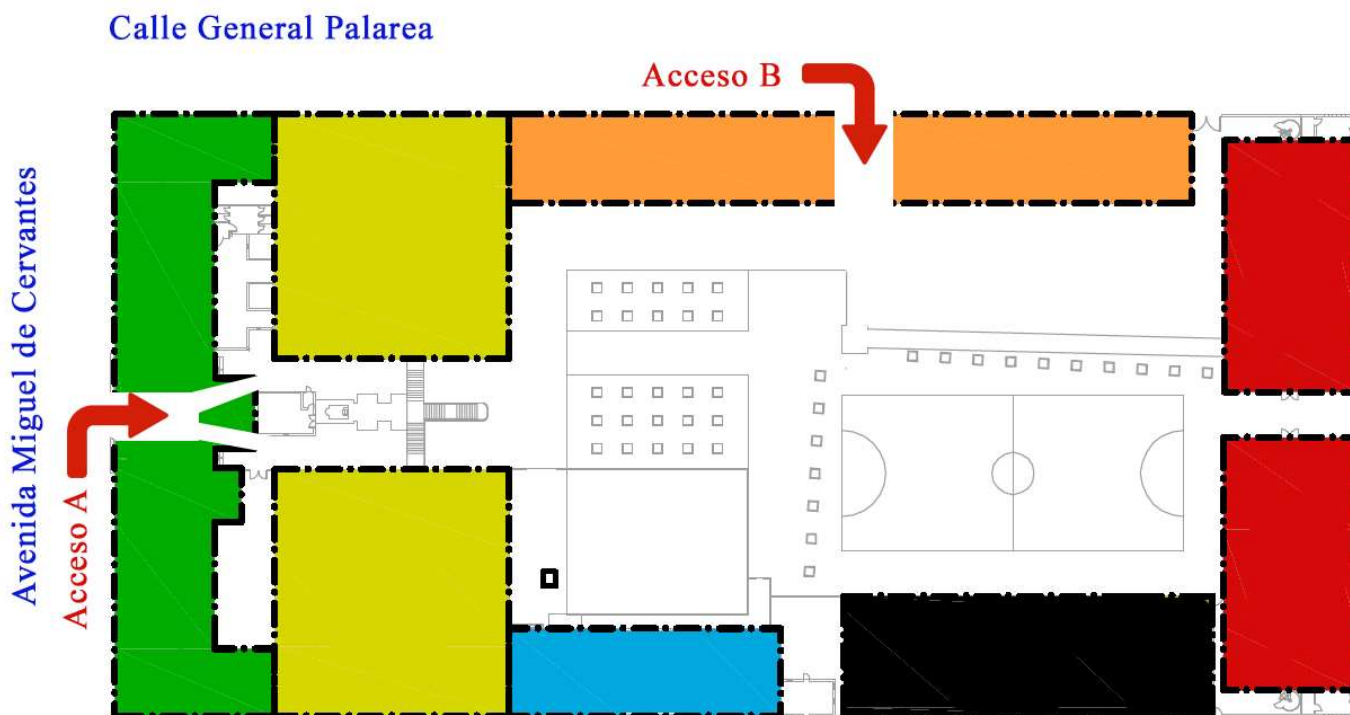 Calle General Palarea
Acceso B
Avenida Miguel de Cervantes
Acceso A